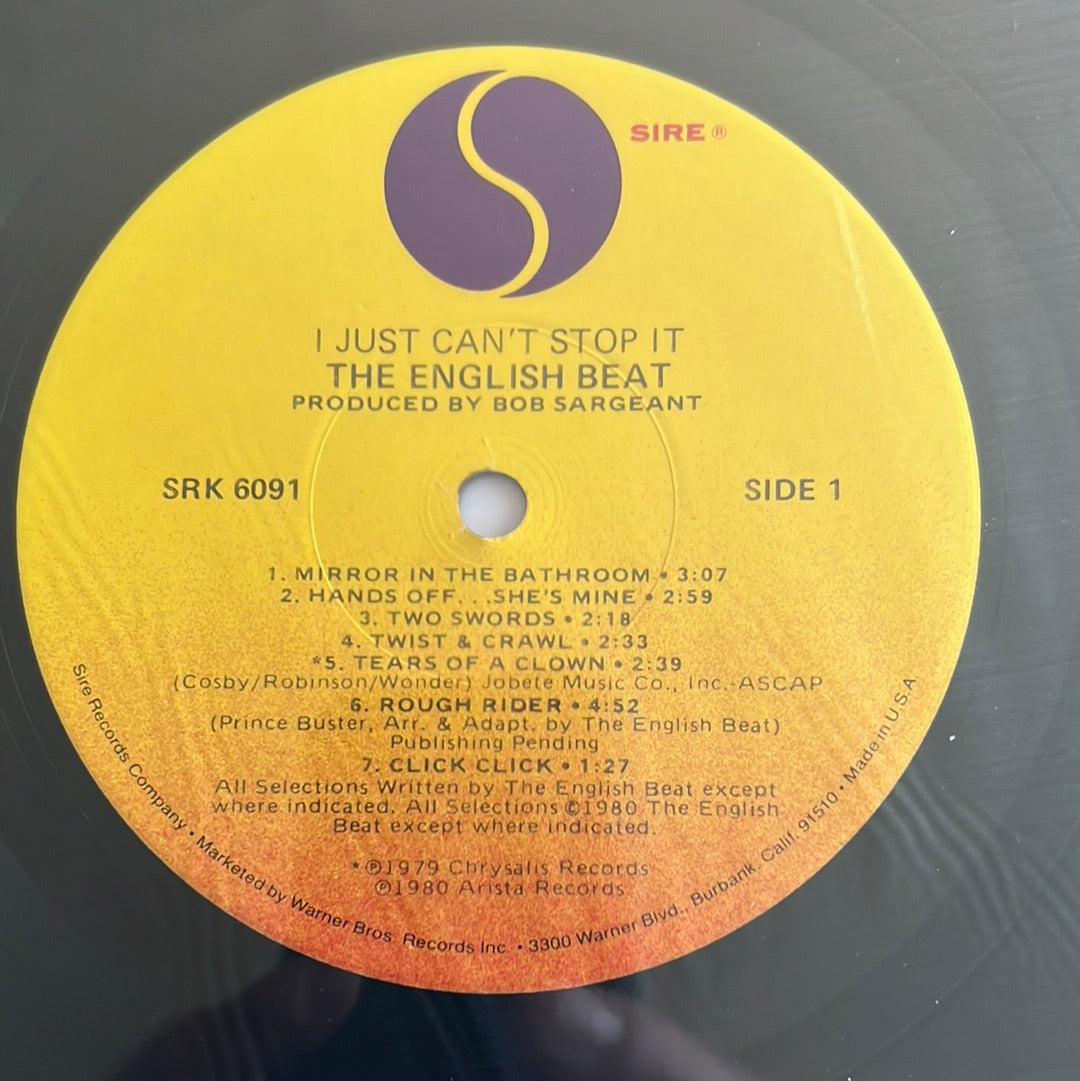 SIRE ®
I JUST CAN'T STOP IT
THE ENGLISH BEAT
PRODUCED BY BOB SARGEANT
SRK 6091
SIDE 1
1. MIRROR IN THE BATHROOM • 3:07
2. HANDS OFF. . .SHE'S MINE • 2:59
3. TWO SWORDS • 2:18
4. TWIST & CRAWL • 2:33
*5. TEARS OF A CLOWN • 2:39
(Cosby/Robinson/Wonder) Jobete Music Co., Inc.-ASCAP
6. ROUGH RIDER • 4:52
(Prince Buster, Arr. & Adapt. by The English Beat)
Publishing Pending
7. CLICK CLICK • 1:27
All Selections Written by The English Beat except
where indicated. All Selections ©1980 The English
Beat except where indicated.
* ℗1979 Chrysalis Records
℗1980 Arista Records
Sire Records Company • Marketed by Warner Bros. Records Inc. • 3300 Warner Blvd., Burbank, Calif. 91510 • Made in U.S.A.